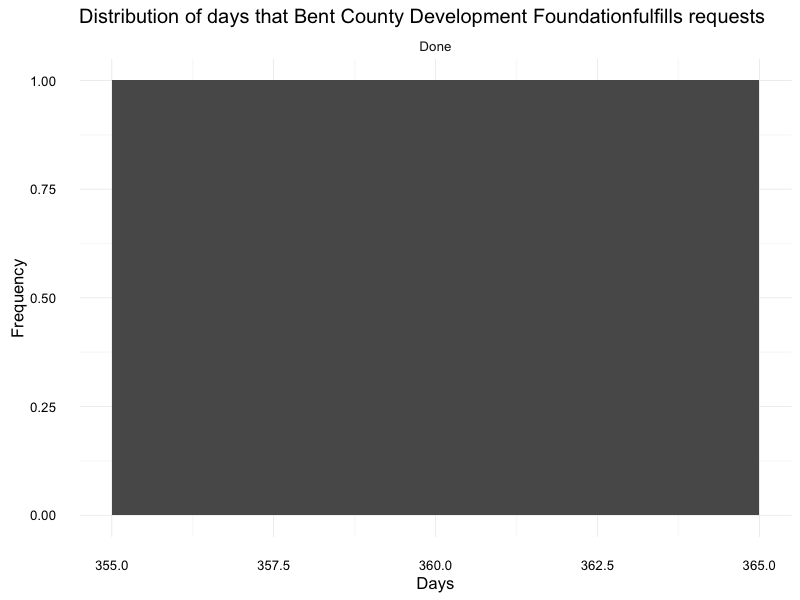 Distribution of days that Bent County Development Foundationfulfills requests
Done
1.00
0.75
0.50
0.25
0.00
Frequency
355.0 357.5 360.0 362.5 365.0
Days